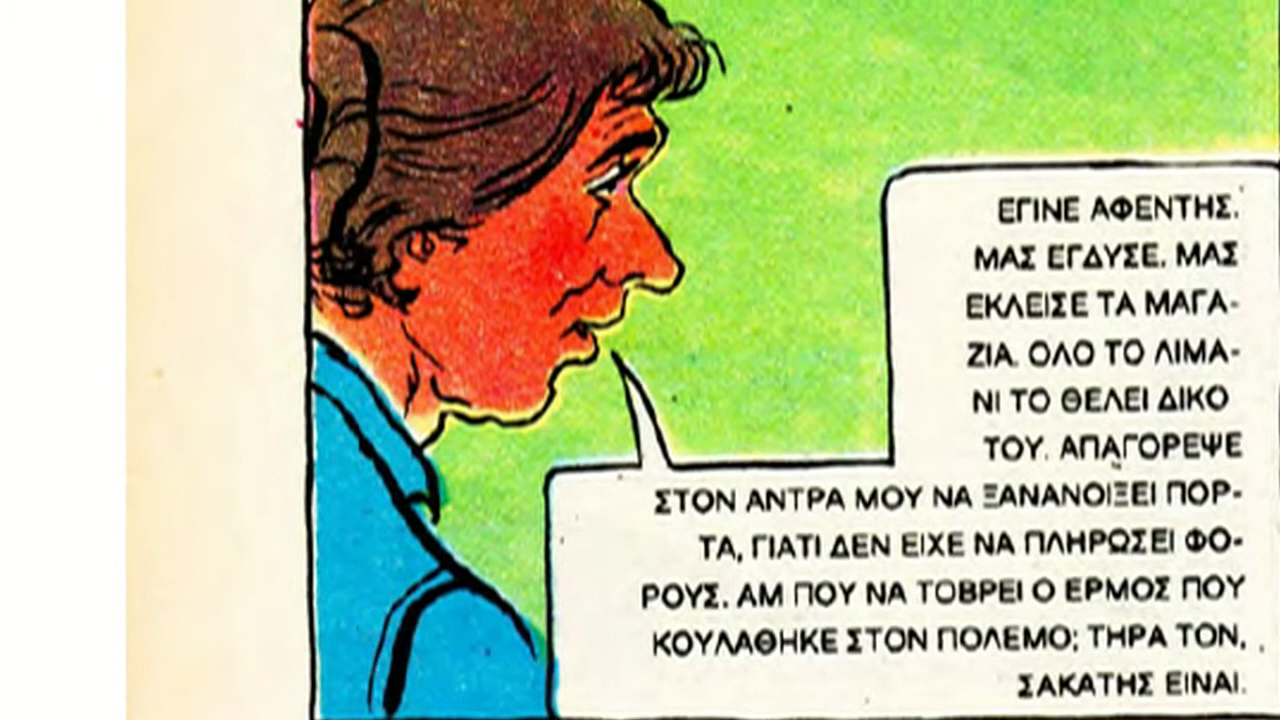 ΕΓΙΝΕ ΑΦΕΝΤΗΣ.
ΜΑΣ ΕΓΔΥΣΕ. ΜΑΣ
ΕΚΛΕΙΣΕ ΤΑ ΜΑΓΑ-
ΖΙΑ. ΟΛΟ ΤΟ ΛΙΜΑ-
ΝΙ ΤΟ ΘΕΛΕΙ ΔΙΚΟ
ΤΟΥ. ΑΠΑΓΟΡΕΨΕ
ΣΤΟΝ ΑΝΤΡΑ ΜΟΥ ΝΑ ΞΑΝΑΝΟΙΞΕΙ ΠΟΡ-
ΤΑ, ΓΙΑΤΙ ΔΕΝ ΕΙΧΕ ΝΑ ΠΛΗΡΩΣΕΙ ΦΟ-
ΡΟΥΣ. ΑΜ ΠΟΥ ΝΑ ΤΟΒΡΕΙ Ο ΕΡΜΟΣ ΠΟΥ
ΚΟΥΛΑΘΗΚΕ ΣΤΟΝ ΠΟΛΕΜΟ; ΤΗΡΑ ΤΟΝ,
ΣΑΚΑΤΗΣ ΕΙΝΑΙ.